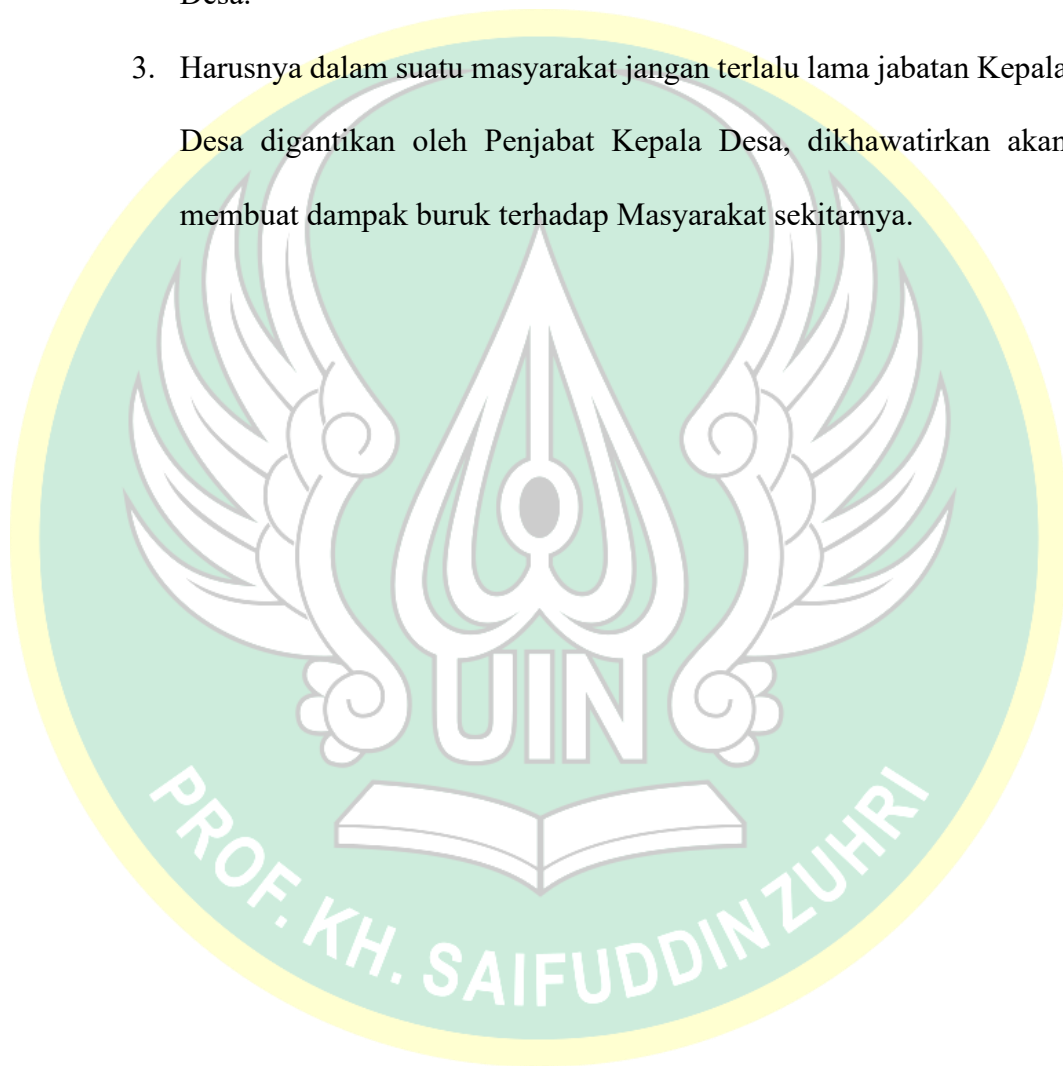 Desa.
3. Harusnya dalam suatu masyarakat jangan terlalu lama jabatan Kepala
Desa digantikan oleh Penjabat Kepala Desa, dikhawatirkan akan
membuat dampak buruk terhadap Masyarakat sekitarnya.
UIN
PROF. KH. SAIFUDDIN ZUHRI